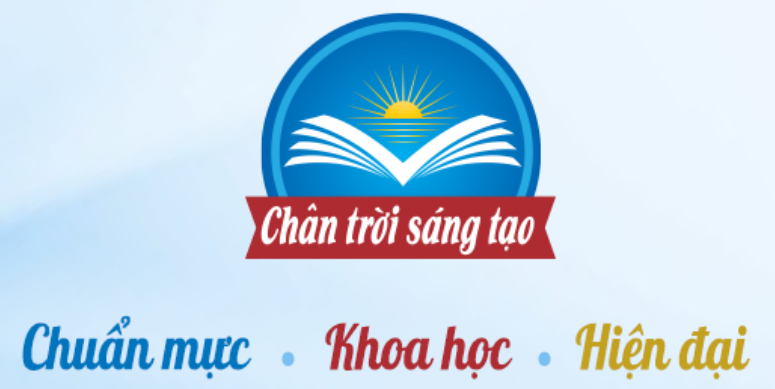 Chân trời sáng tạo
Chuẩn mực • Khoa học • Hiện đại